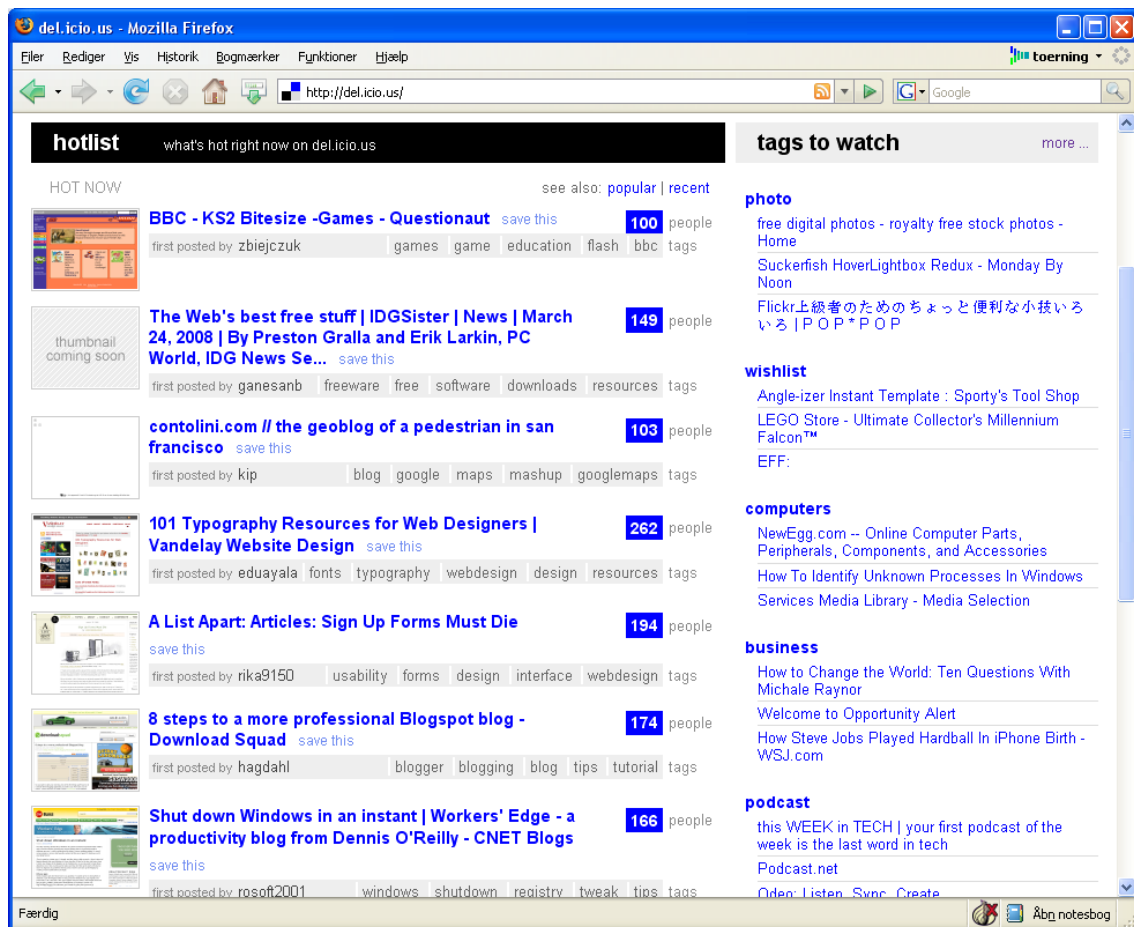 del.icio.us - Mozilla Firefox
Filer Rediger Vis Historik Bogmærker Funktioner Hjælp toerning
http://del.icio.us/ G Google
hotlist what's hot right now on del.icio.us
HOT NOW see also: popular | recent
BBC - KS2 Bitesize -Games - Questionaut save this 100 people
first posted by zbiejczuk games game education flash bbc tags
thumbnail
coming soon
The Web's best free stuff | IDGSister | News | March
24, 2008 | By Preston Gralla and Erik Larkin, PC
World, IDG News Se... save this
149 people
first posted by ganesanb freeware free software downloads resources tags
contolini.com // the geoblog of a pedestrian in san
francisco save this
103 people
first posted by kip blog google maps mashup googlemaps tags
101 Typography Resources for Web Designers |
Vandelay Website Design save this
262 people
first posted by eduayala fonts typography webdesign design resources tags
A List Apart: Articles: Sign Up Forms Must Die
194 people
save this
first posted by rika9150 usability forms design interface webdesign tags
8 steps to a more professional Blogspot blog -
Download Squad save this
174 people
first posted by hagdahl blogger blogging blog tips tutorial tags
Shut down Windows in an instant | Workers' Edge - a
productivity blog from Dennis O'Reilly - CNET Blogs
166 people
save this
first posted by rosoft2001 windows shutdown registry tweak tips tags
tags to watch more ...
photo
free digital photos - royalty free stock photos -
Home
Suckerfish HoverLightbox Redux - Monday By
Noon
Flickr上級者のためのちょっと便利な小技いろ
いろ | P O P * P O P
wishlist
Angle-izer Instant Template : Sporty's Tool Shop
LEGO Store - Ultimate Collector's Millennium
Falcon™
EFF:
computers
NewEgg.com -- Online Computer Parts,
Peripherals, Components, and Accessories
How To Identify Unknown Processes In Windows
Services Media Library - Media Selection
business
How to Change the World: Ten Questions With
Michale Raynor
Welcome to Opportunity Alert
How Steve Jobs Played Hardball In iPhone Birth -
WSJ.com
podcast
this WEEK in TECH | your first podcast of the
week is the last word in tech
Podcast.net
Odeo: Listen, Sync, Create
Færdig Åbn notesbog